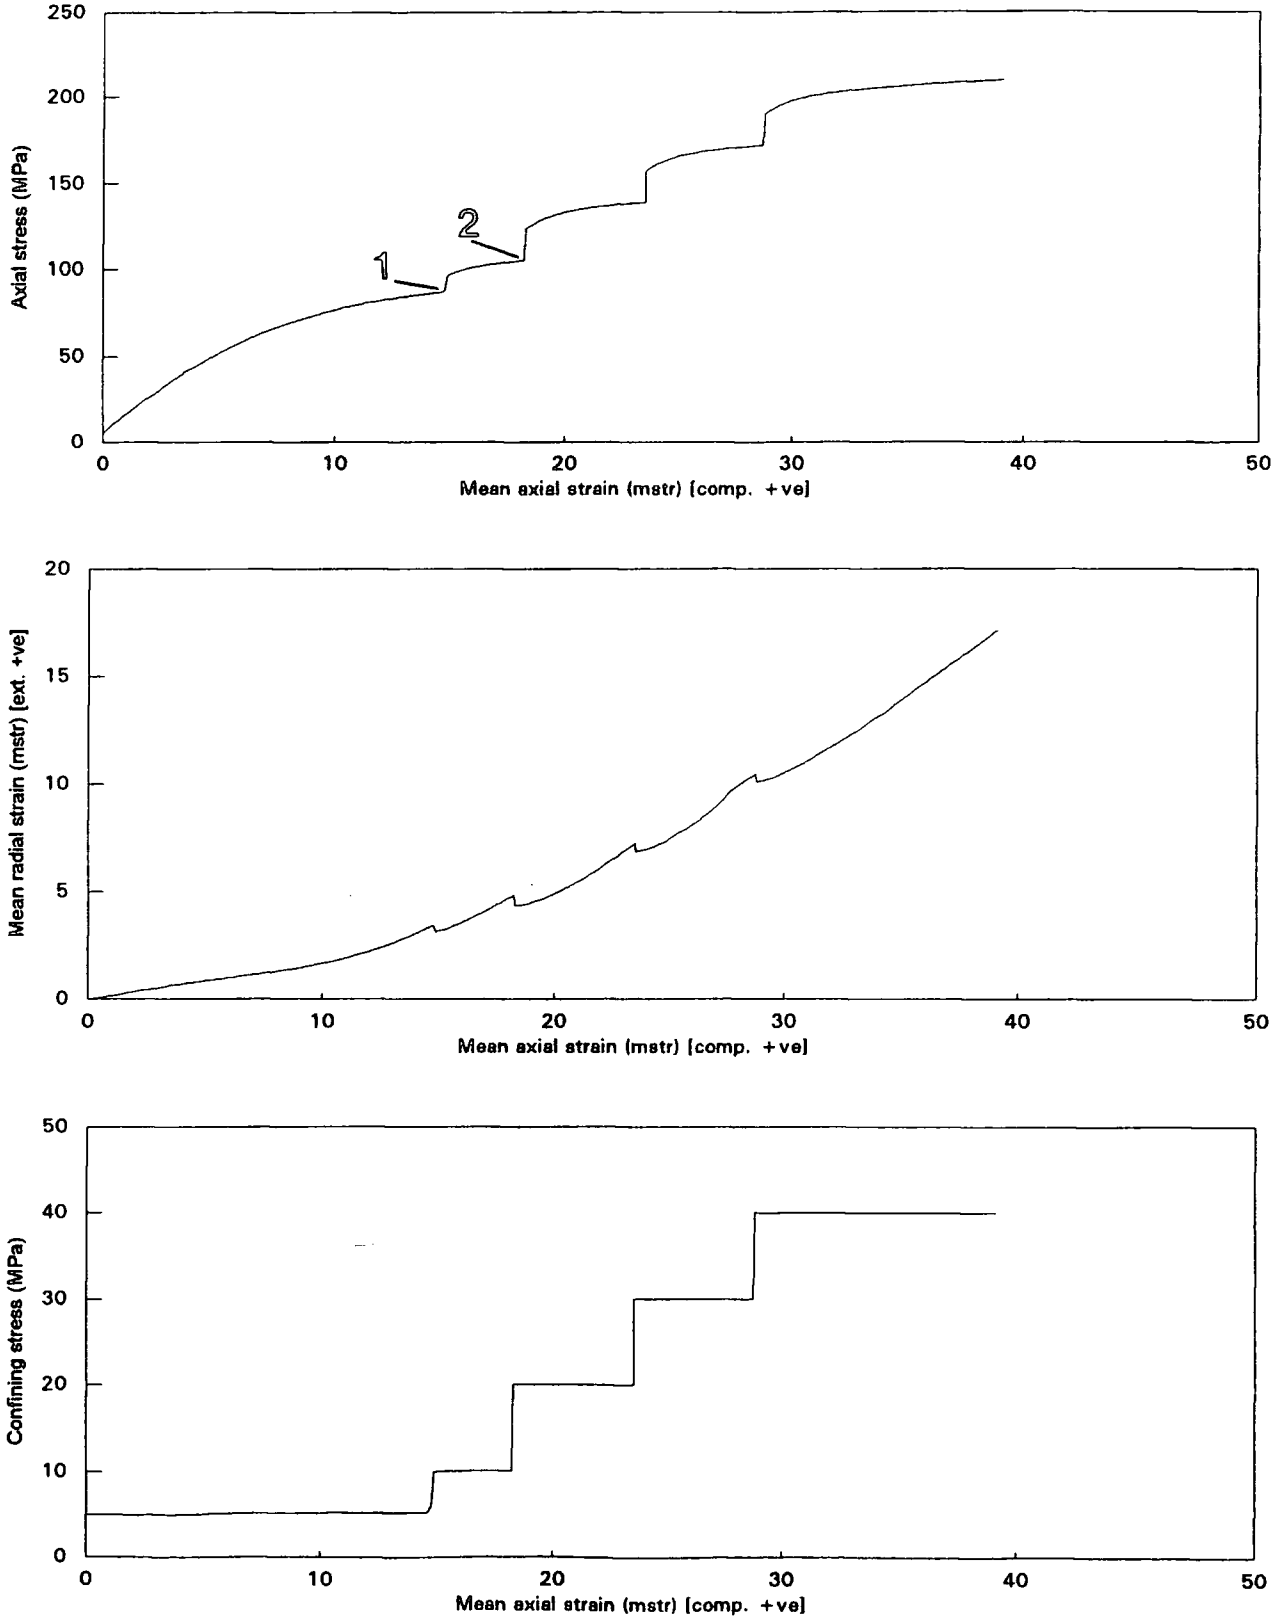 250
200
150
100
50
0
Axial stress (MPa)
1
2
0 10 20 30 40 50
Mean axial strain (mstr) [comp. +ve]
20
15
10
5
0
Mean radial strain (mstr) [ext. +ve]
0 10 20 30 40 50
Mean axial strain (mstr) [comp. +ve]
50
40
30
20
10
0
Confining stress (MPa)
0 10 20 30 40 50
Mean axial strain (mstr) [comp. +ve]